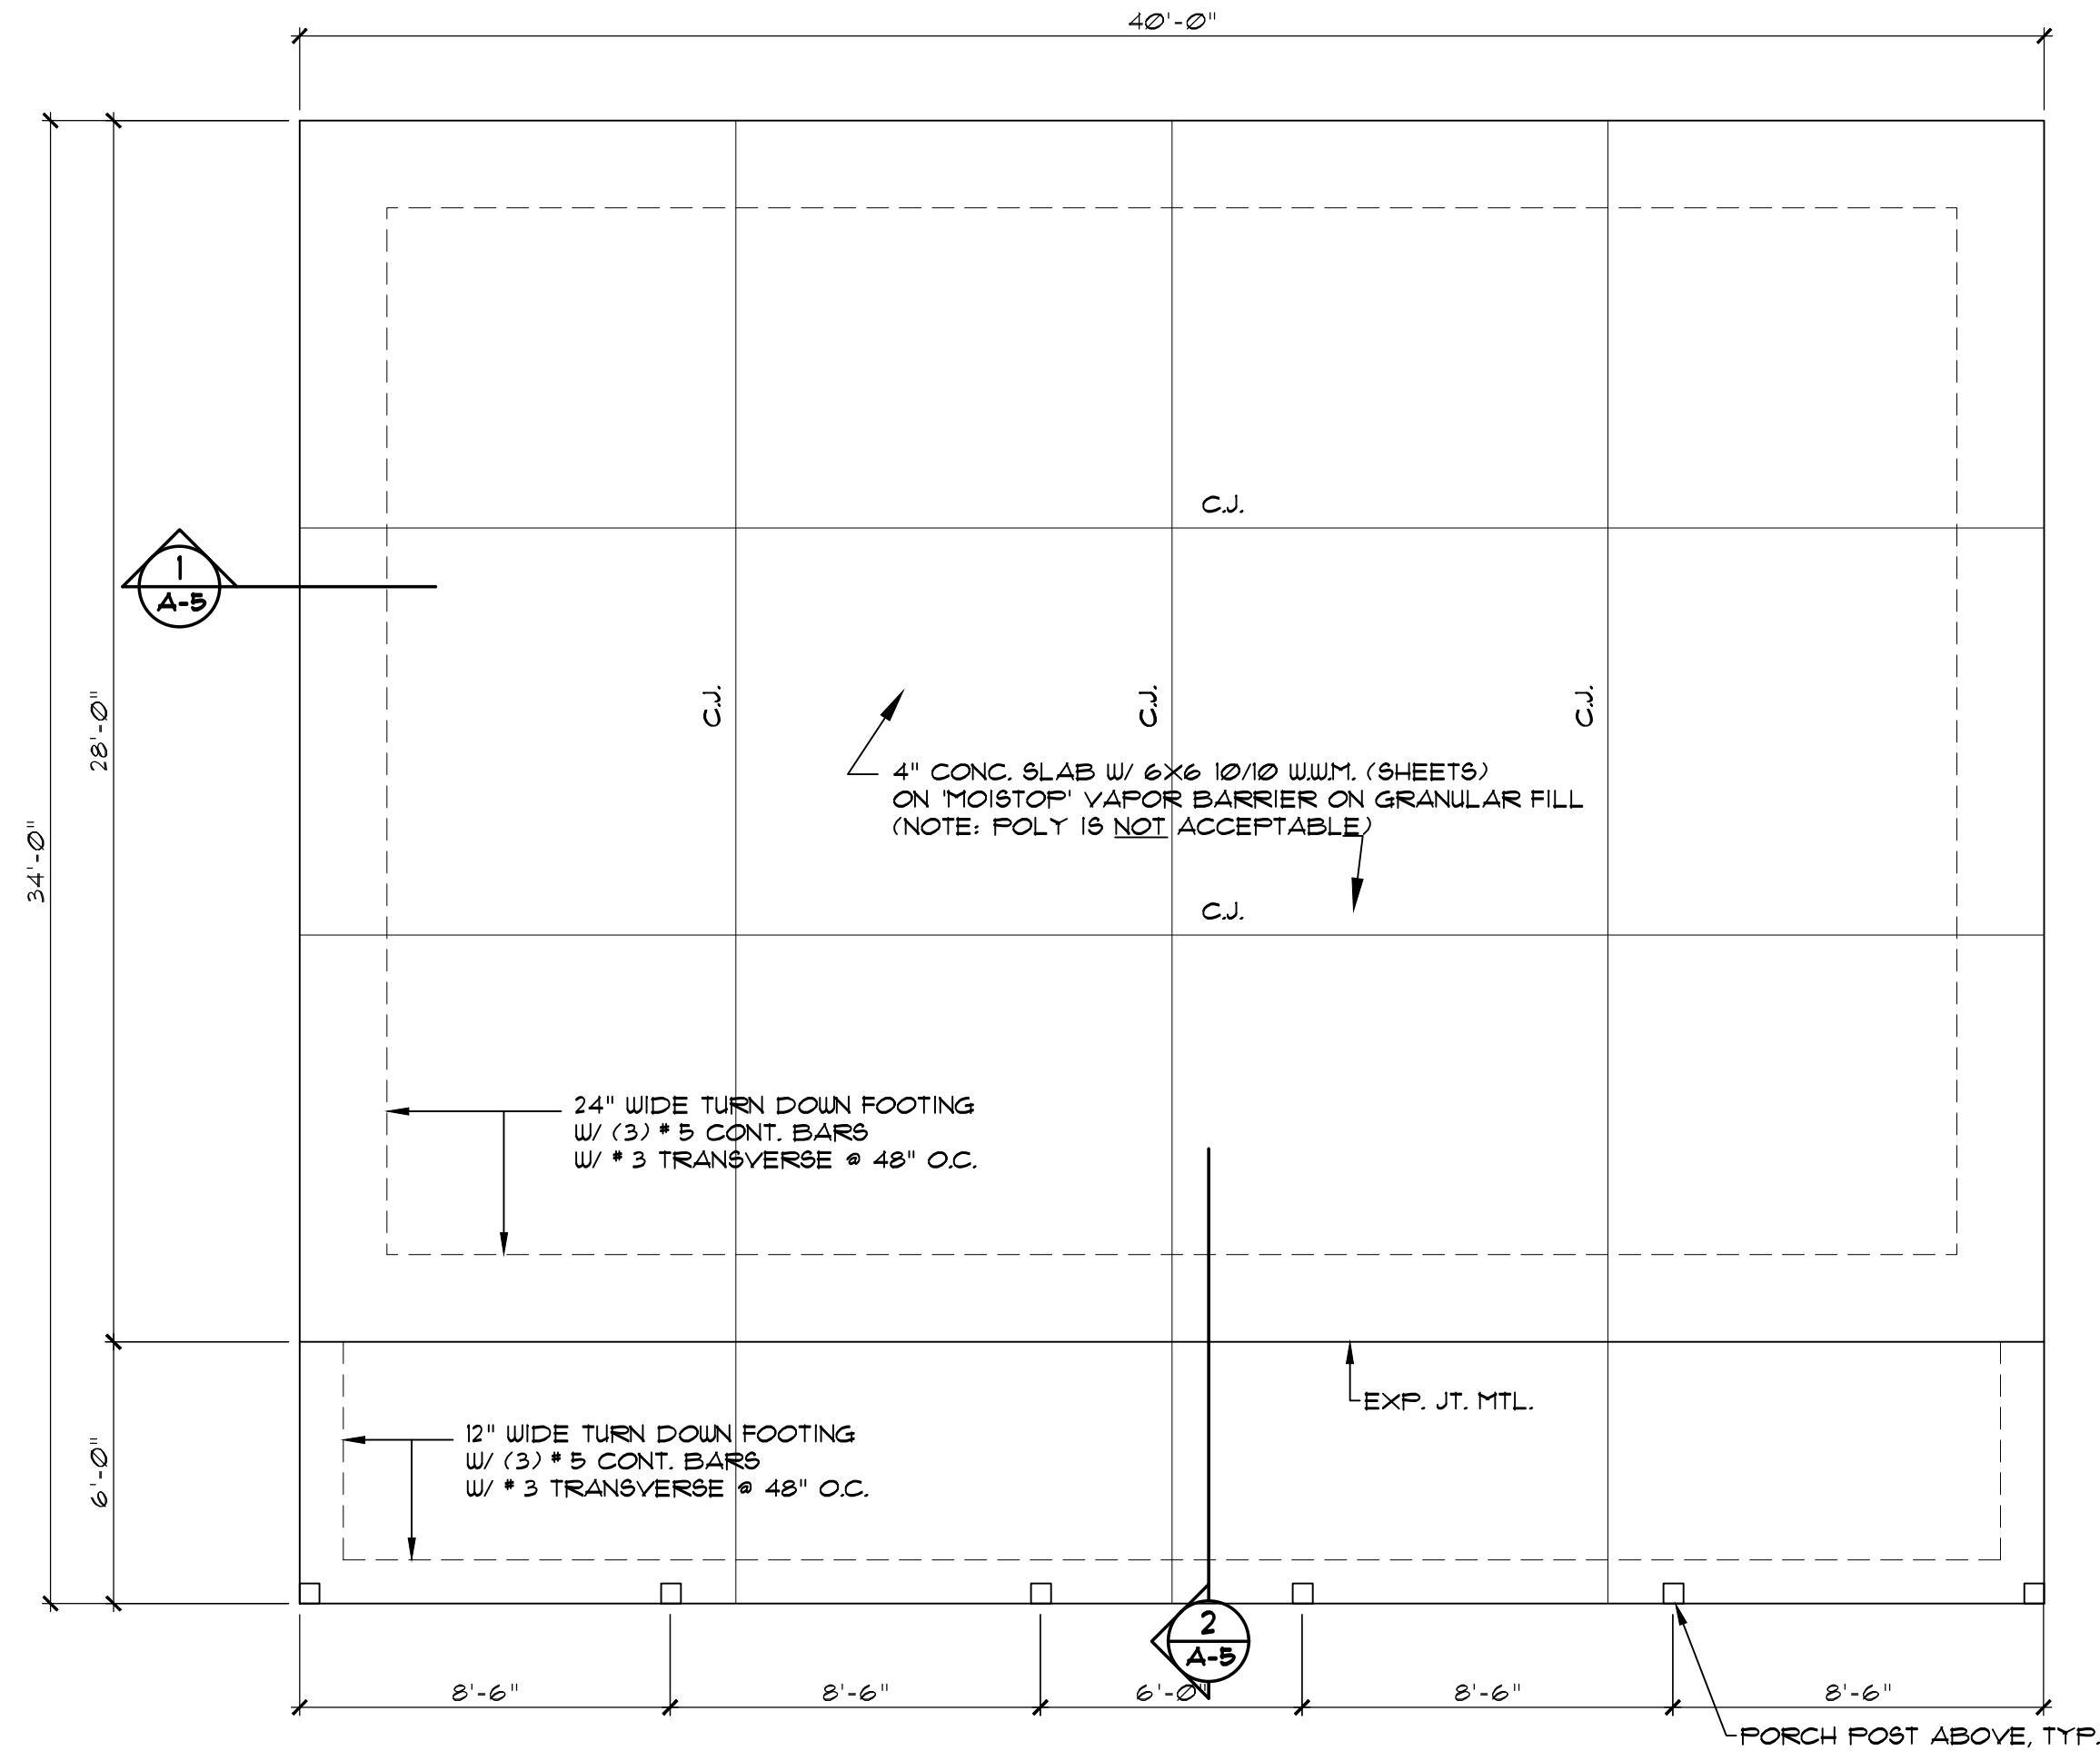 40'-0"
C.J.
1
A-5
28'-0"
34'-0"
C.J.
C.J.
C.J.
4" CONC. SLAB W/ 6X6 10/10 W.W.M. (SHEETS)
ON 'MOISTOP' VAPOR BARRIER ON GRANULAR FILL
(NOTE: POLY IS NOT ACCEPTABLE)
C.J.
24" WIDE TURN DOWN FOOTING
W/ (3) # 5 CONT. BARS
W/ # 3 TRANSVERSE @ 48" O.C.
EXP. JT. MTL.
6'-0"
12" WIDE TURN DOWN FOOTING
W/ (3) # 5 CONT. BARS
W/ # 3 TRANSVERSE @ 48" O.C.
2
A-5
8'-6"
8'-6"
6'-0"
8'-6"
8'-6"
PORCH POST ABOVE, TYP.